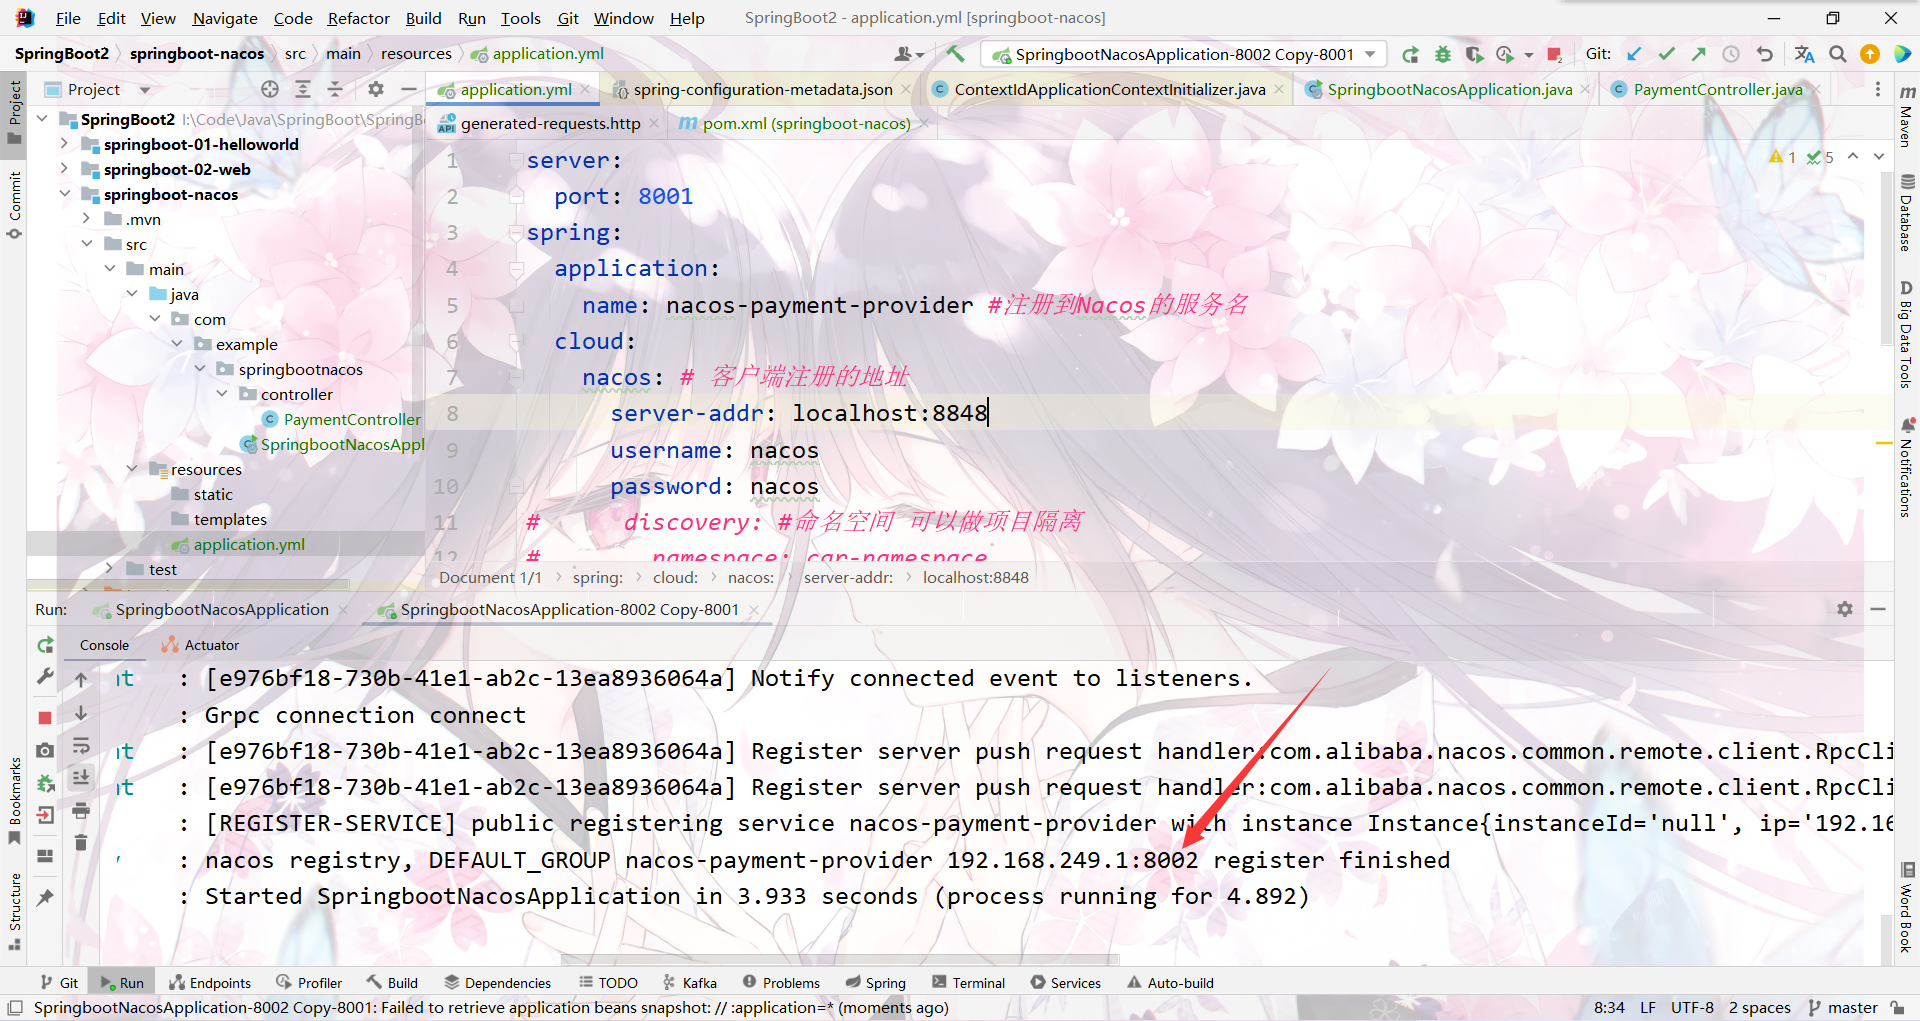 File Edit View Navigate Code Refactor Build Run Tools Git Window Help SpringBoot2 - application.yml [springboot-nacos]
SpringBoot2 springboot-nacos src main resources application.yml SpringbootNacosApplication-8002 Copy-8001 Git:
Project
application.yml spring-configuration-metadata.json ContextIdApplicationContextInitializer.java SpringbootNacosApplication.java PaymentController.java
generated-requests.http pom.xml (springboot-nacos)
Project
Commit
Bookmarks
Structure
SpringBoot2 I:\Code\Java\SpringBoot\SpringB
springboot-01-helloworld
springboot-02-web
springboot-nacos
.mvn
src
main
java
com
example
springbootnacos
controller
PaymentController
SpringbootNacosAppl
resources
static
templates
application.yml
test
1 server:
2 port: 8001
3 spring:
4 application:
5 name: nacos-payment-provider #注册到Nacos的服务名
6 cloud:
7 nacos: # 客户端注册的地址
8 server-addr: localhost:8848
9 username: nacos
10 password: nacos
11 # discovery: #命名空间 可以做项目隔离
12 # namespace: car-namespace
1 5
Document 1/1 spring: cloud: nacos: server-addr: localhost:8848
Maven
Database
Big Data Tools
Notifications
Word Book
Run: SpringbootNacosApplication SpringbootNacosApplication-8002 Copy-8001
Console Actuator
nt : [e976bf18-730b-41e1-ab2c-13ea8936064a] Notify connected event to listeners.
: Grpc connection connect
nt : [e976bf18-730b-41e1-ab2c-13ea8936064a] Register server push request handler:com.alibaba.nacos.common.remote.client.RpcCli
nt : [e976bf18-730b-41e1-ab2c-13ea8936064a] Register server push request handler:com.alibaba.nacos.common.remote.client.RpcCli
: [REGISTER-SERVICE] public registering service nacos-payment-provider with instance Instance{instanceId='null', ip='192.16
y : nacos registry, DEFAULT_GROUP nacos-payment-provider 192.168.249.1:8002 register finished
: Started SpringbootNacosApplication in 3.933 seconds (process running for 4.892)
Git Run Endpoints Profiler Build Dependencies TODO Kafka Problems Spring Terminal Services Auto-build
SpringbootNacosApplication-8002 Copy-8001: Failed to retrieve application beans snapshot: // :application=* (moments ago) 8:34 LF UTF-8 2 spaces master